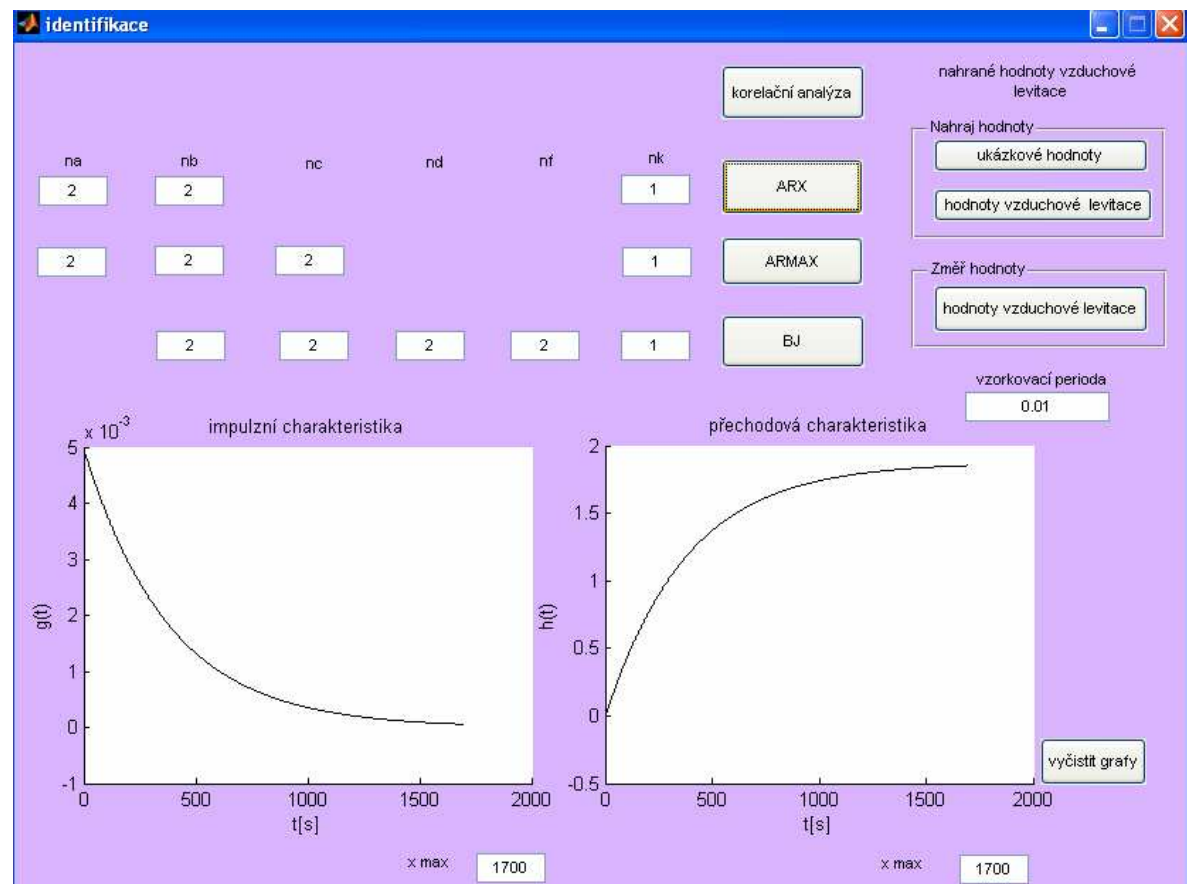 identifikace
korelační analýza
nahrané hodnoty vzduchové
levitace
Nahraj hodnoty
ukázkové hodnoty
hodnoty vzduchové levitace
na nb nc nd nf nk
2 2 1 ARX
2 2 2 1 ARMAX
Změř hodnoty
hodnoty vzduchové levitace
2 2 2 2 1 BJ
vzorkovací perioda
0.01
impulzní charakteristika
x 10⁻³
5
4
3
2
1
0
-1
g(t)
0 500 1000 1500 2000
t[s]
x max 1700
přechodová charakteristika
2
1.5
1
0.5
0
-0.5
h(t)
0 500 1000 1500 2000
t[s]
x max 1700
vyčistit grafy